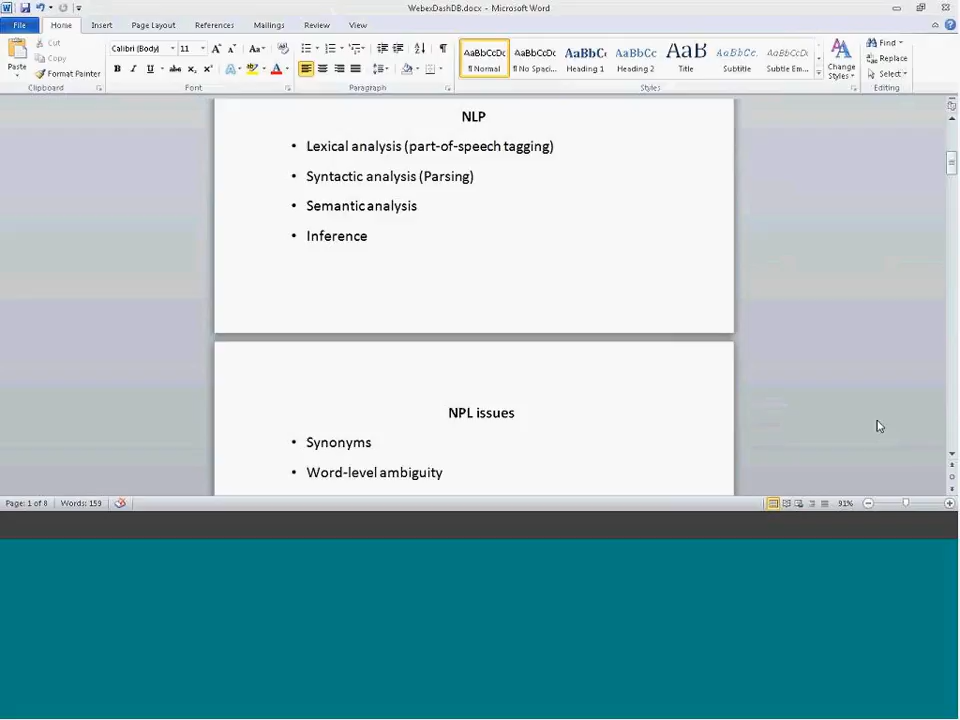 WebexDashDB.docx - Microsoft Word
File Home Insert Page Layout References Mailings Review View
Paste
Cut
Copy
Format Painter
Clipboard
Calibri (Body) 11
Font
Paragraph
AaBbCcDc
¶ Normal
AaBbCcDc
¶ No Spaci...
AaBbC
Heading 1
AaBbCc
Heading 2
AaB
Title
AaBbCc.
Subtitle
AaBbCcDc
Subtle Em...
Styles
Change
Styles
Find
Replace
Select
Editing
NLP
• Lexical analysis (part-of-speech tagging)
• Syntactic analysis (Parsing)
• Semantic analysis
• Inference
NPL issues
• Synonyms
• Word-level ambiguity
Page: 1 of 8 Words: 159 91%